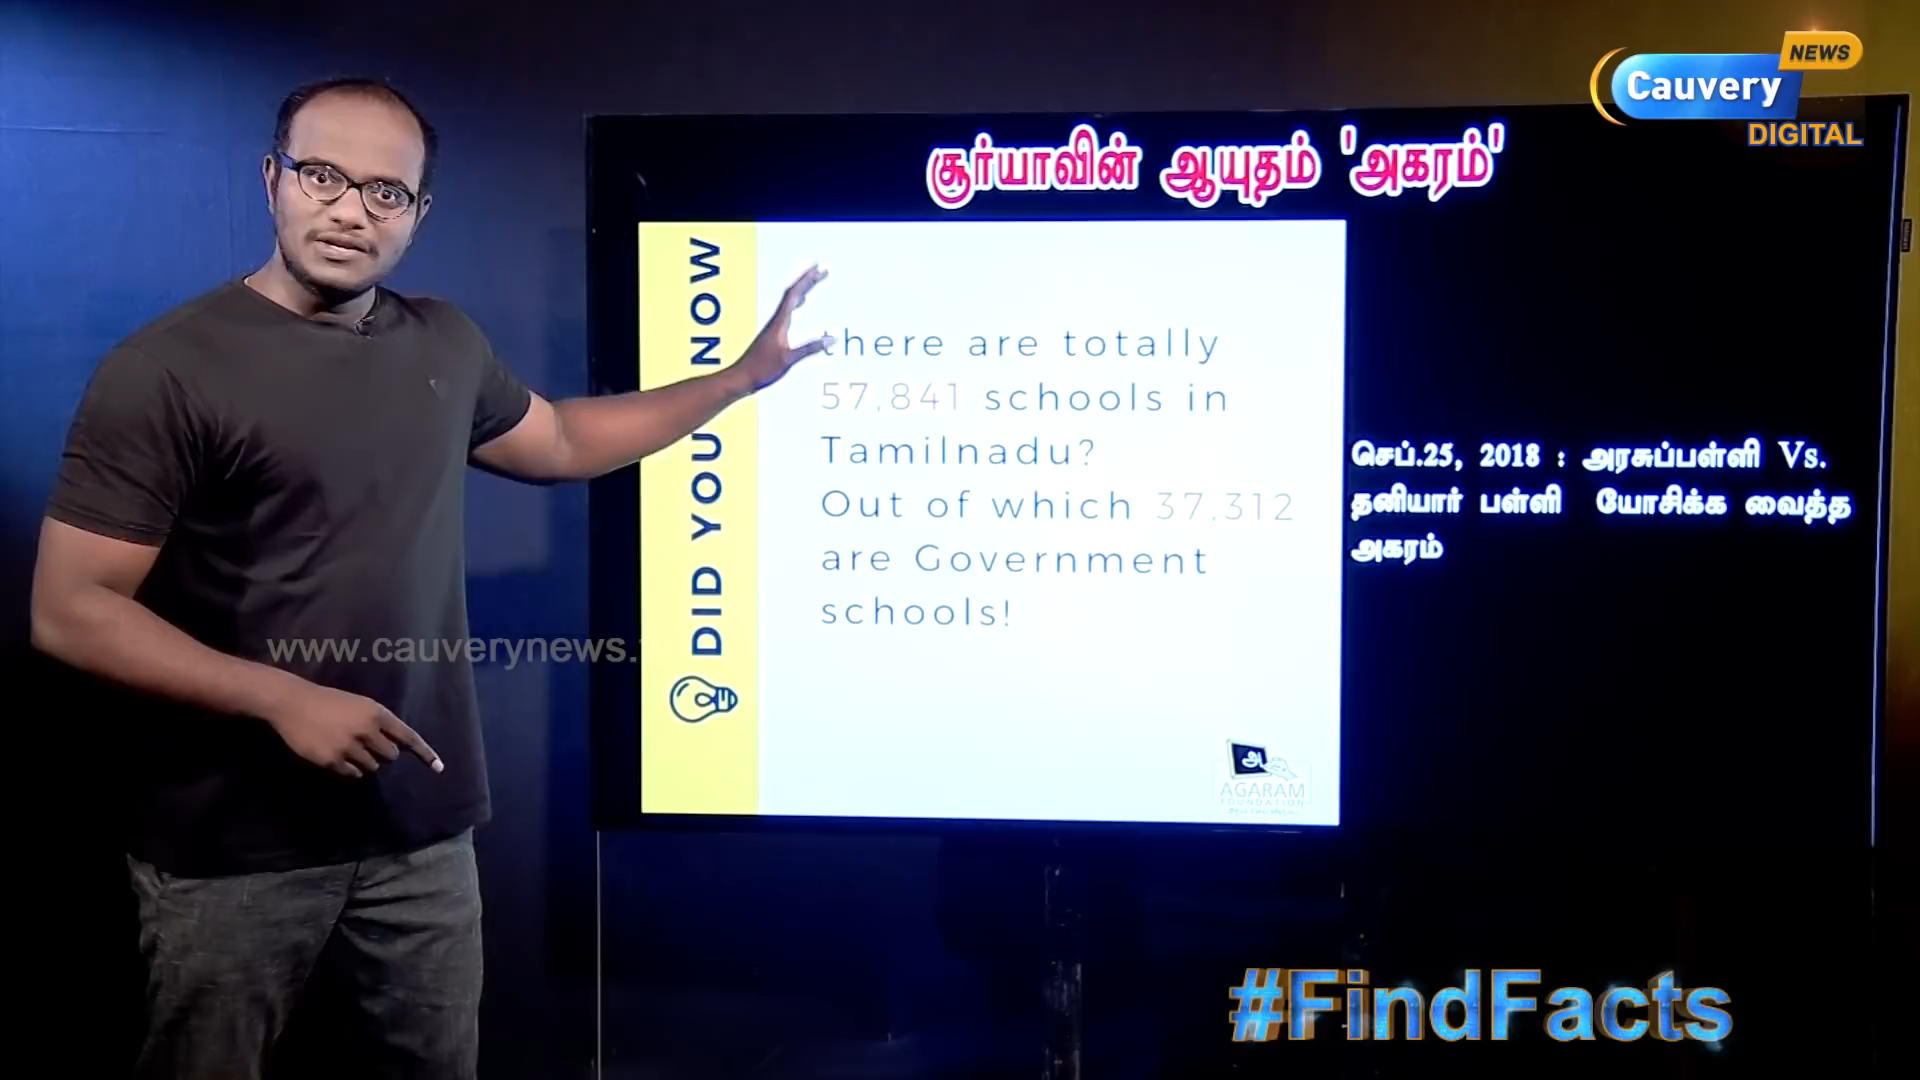 NEWS
Cauvery
DIGITAL
சூர்யாவின் ஆயுதம் 'அகரம்'
DID YOU NOW
there are totally
57,841 schools in
Tamilnadu?
Out of which 37,312
are Government
schools!
AGARAM
FOUNDATION
அ
செப்.25, 2018 : அரசுப்பள்ளி Vs.
தனியார் பள்ளி யோசிக்க வைத்த
அகரம்
www.cauverynews.
#FindFacts